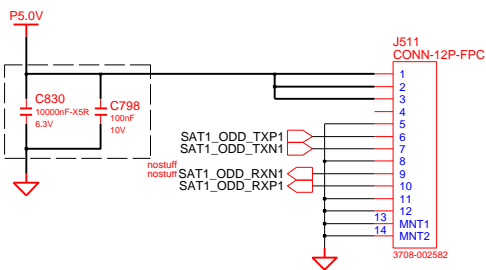 P5.0V
J511
CONN-12P-FPC
C830
10000nF-X5R
6.3V
C798
100nF
10V
1
2
3
4
5
SAT1_ODD_TXP1 6
SAT1_ODD_TXN1 7
8
nostuff
nostuff SAT1_ODD_RXN1 9
SAT1_ODD_RXP1 10
11
12
13 MNT1
14 MNT2
3708-002582